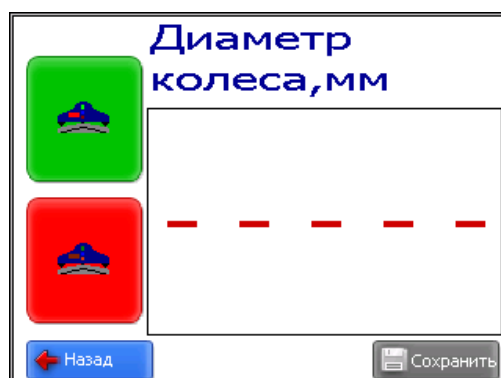 Диаметр
колеса,мм
- - - - -
Назад
Сохранить